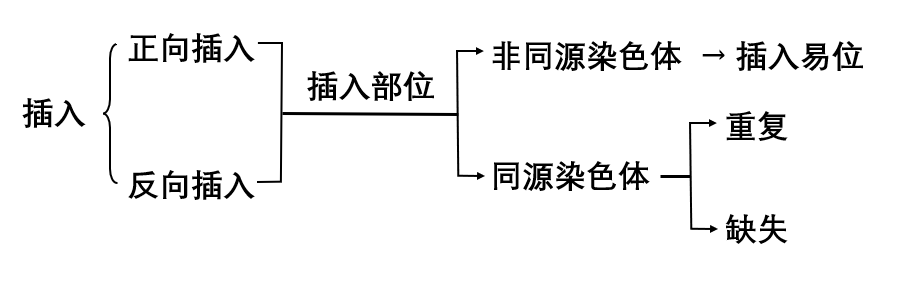 插入
正向插入
反向插入
插入部位
非同源染色体 → 插入易位
同源染色体
重复
缺失